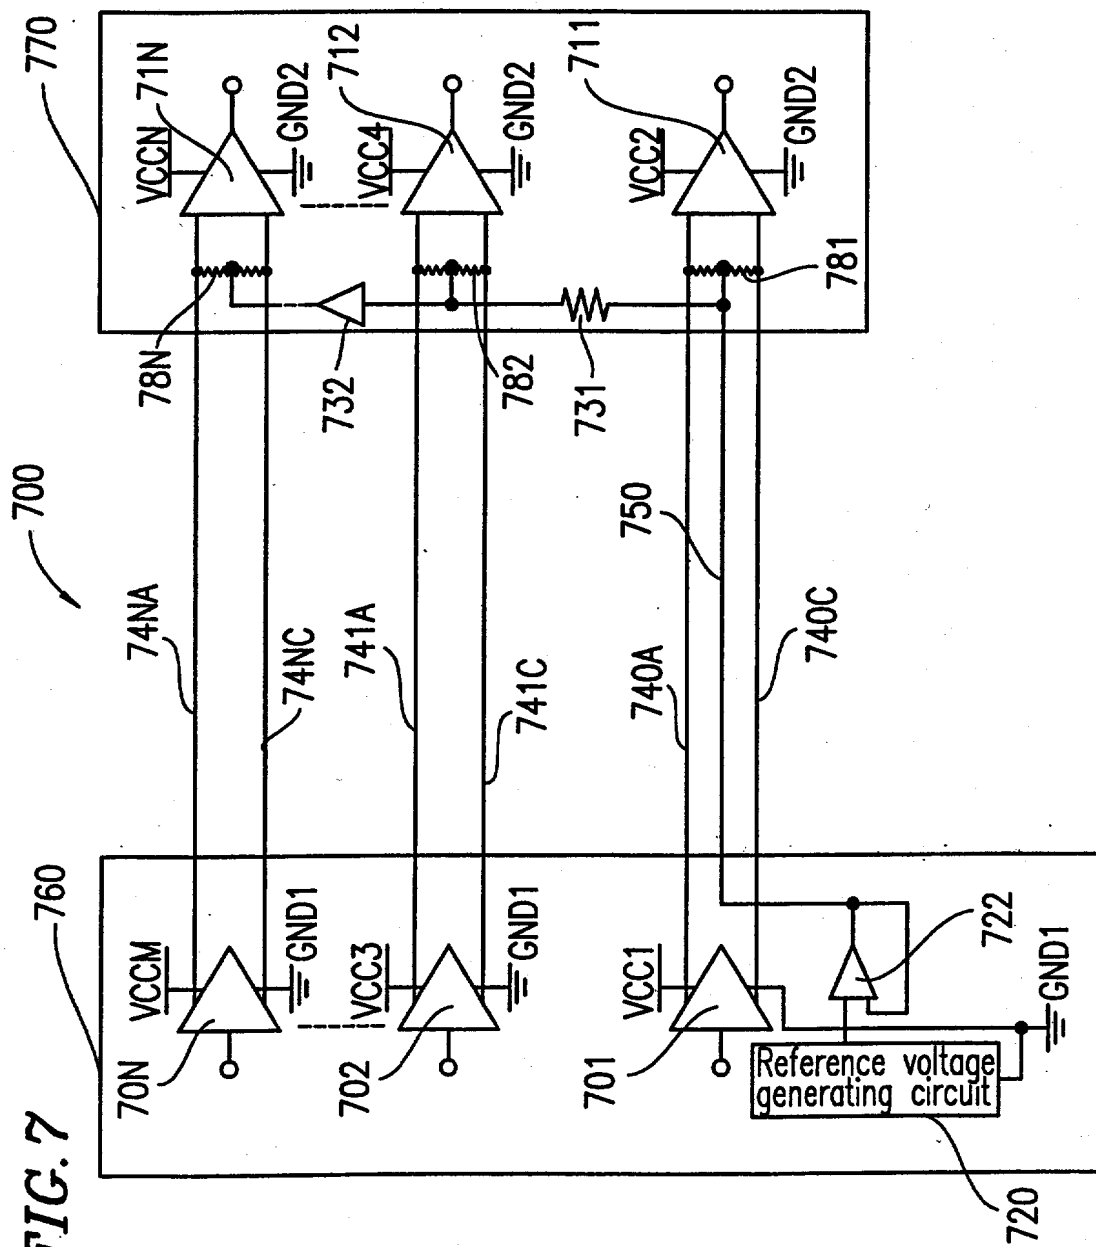 FIG. 7
700
760
770
70N
VCCM
GND1
74NA
74NC
78N
VCCN
71N
GND2
702
VCC3
GND1
741A
741C
732
782
VCC4
712
GND2
701
VCC1
740A
750
740C
731
781
VCC2
711
GND2
Reference voltage
generating circuit
720
722
GND1